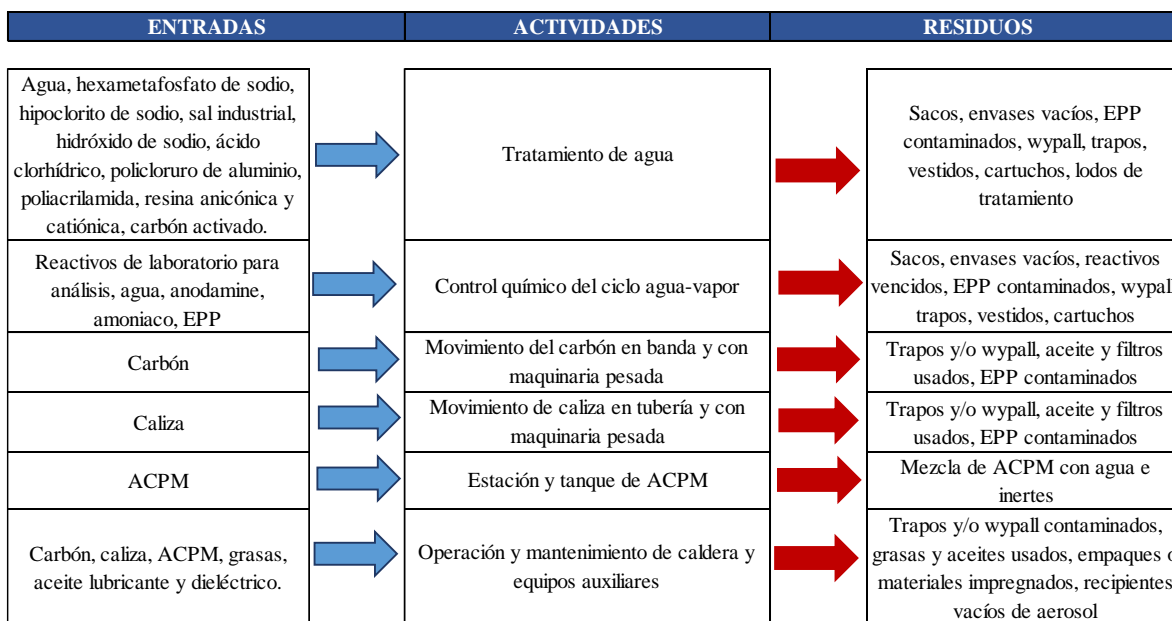 ENTRADAS
ACTIVIDADES
RESIDUOS
Agua, hexametafosfato de sodio,
hipoclorito de sodio, sal industrial,
hidróxido de sodio, ácido
clorhídrico, policloruro de aluminio,
poliacrilamida, resina anicónica y
catiónica, carbón activado.
Tratamiento de agua
Sacos, envases vacíos, EPP
contaminados, wypall, trapos,
vestidos, cartuchos, lodos de
tratamiento
Reactivos de laboratorio para
análisis, agua, anodamine,
amoniaco, EPP
Control químico del ciclo agua-vapor
Sacos, envases vacíos, reactivos
vencidos, EPP contaminados, wypall
trapos, vestidos, cartuchos
Carbón
Movimiento del carbón en banda y con
maquinaria pesada
Trapos y/o wypall, aceite y filtros
usados, EPP contaminados
Caliza
Movimiento de caliza en tubería y con
maquinaria pesada
Trapos y/o wypall, aceite y filtros
usados, EPP contaminados
ACPM
Estación y tanque de ACPM
Mezcla de ACPM con agua e
inertes
Carbón, caliza, ACPM, grasas,
aceite lubricante y dieléctrico.
Operación y mantenimiento de caldera y
equipos auxiliares
Trapos y/o wypall contaminados,
grasas y aceites usados, empaques o
materiales impregnados, recipientes
vacíos de aerosol